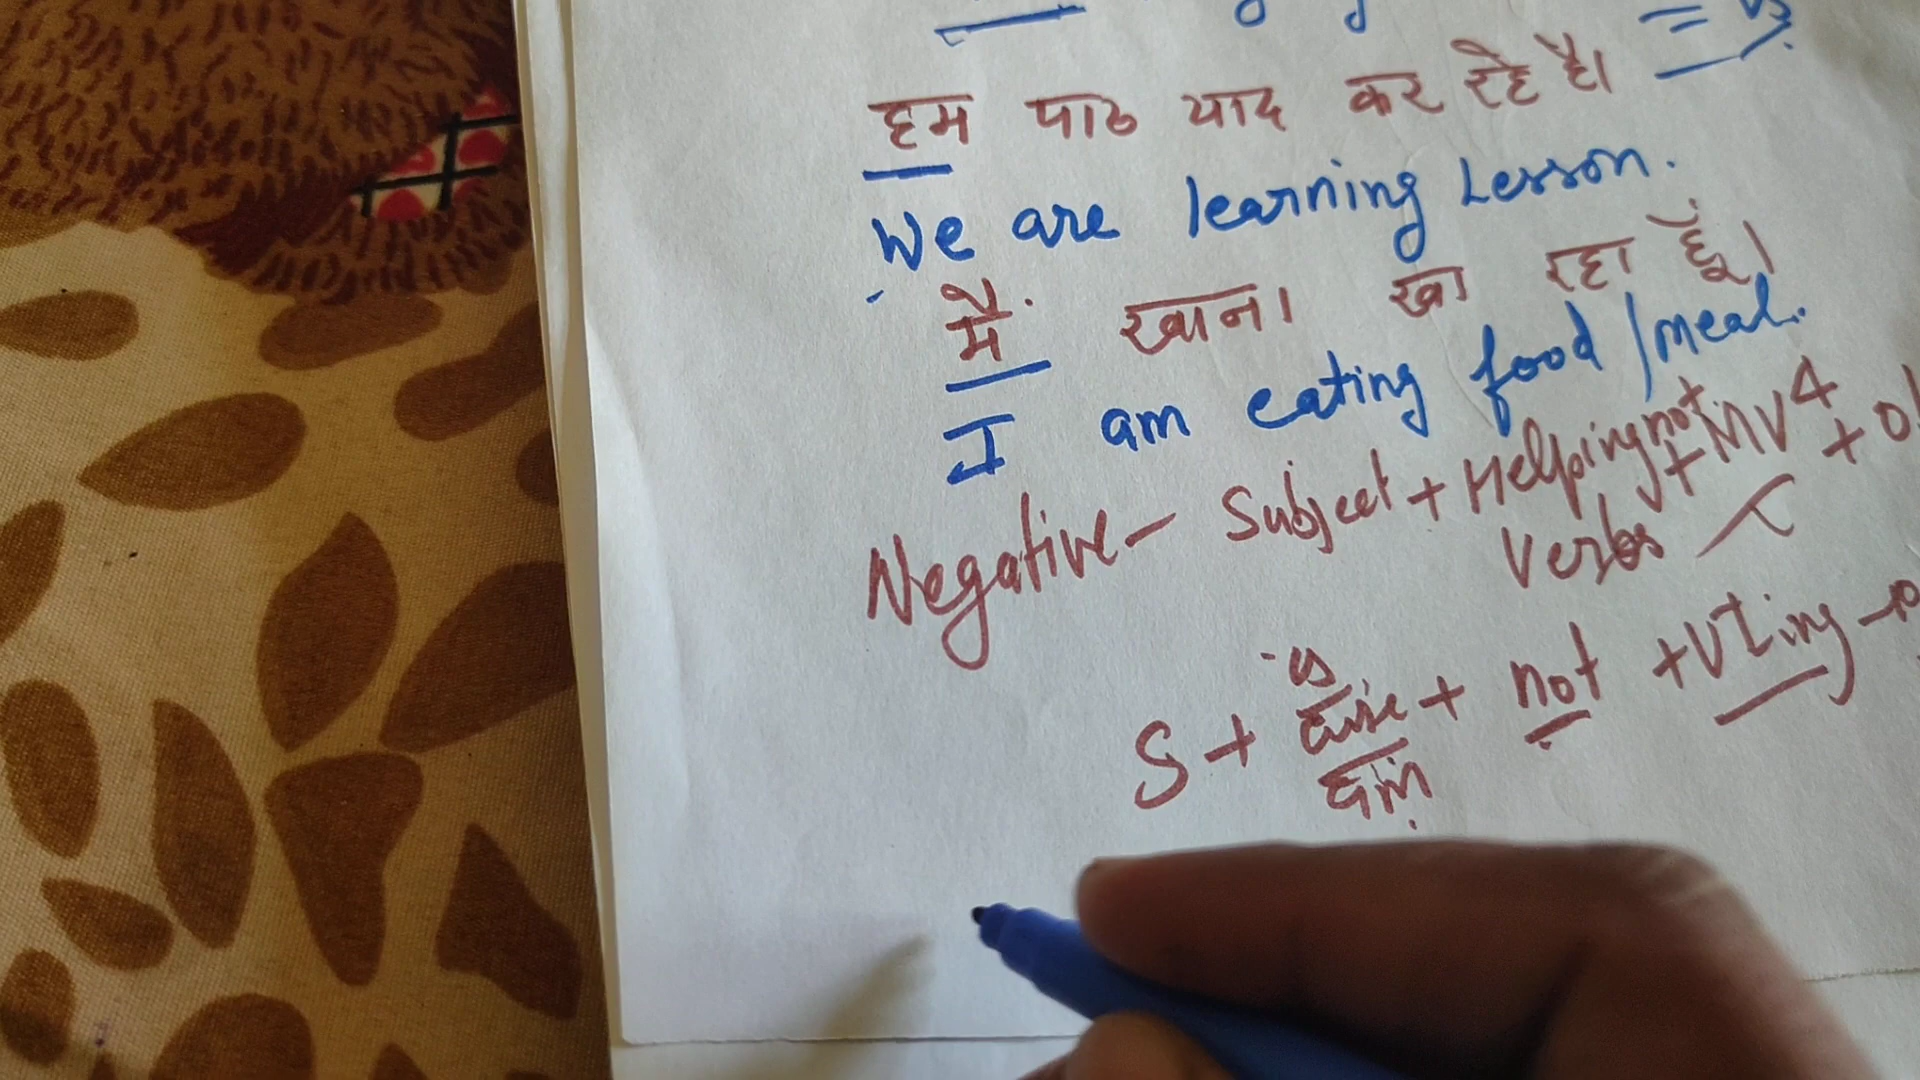 हम पाठ याद कर रहे है।
We are learning Lesson.
मैं खाना खा रहा हूँ।
I am eating food/meal.
Negative - Subject + Helping Verbs not + MV4 +
is
S + are + not + VIing
am